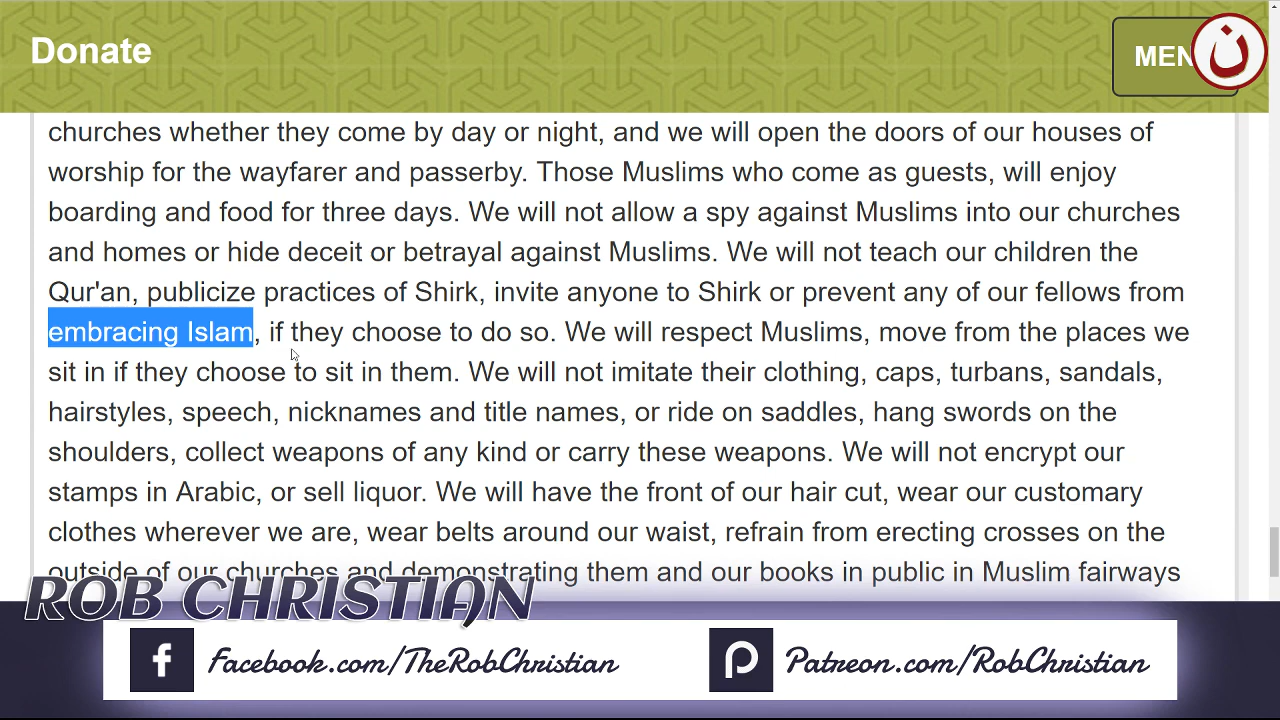 Donate
MEN
ن
churches whether they come by day or night, and we will open the doors of our houses of
worship for the wayfarer and passerby. Those Muslims who come as guests, will enjoy
boarding and food for three days. We will not allow a spy against Muslims into our churches
and homes or hide deceit or betrayal against Muslims. We will not teach our children the
Qur'an, publicize practices of Shirk, invite anyone to Shirk or prevent any of our fellows from
embracing Islam, if they choose to do so. We will respect Muslims, move from the places we
sit in if they choose to sit in them. We will not imitate their clothing, caps, turbans, sandals,
hairstyles, speech, nicknames and title names, or ride on saddles, hang swords on the
shoulders, collect weapons of any kind or carry these weapons. We will not encrypt our
stamps in Arabic, or sell liquor. We will have the front of our hair cut, wear our customary
clothes wherever we are, wear belts around our waist, refrain from erecting crosses on the
outside of our churches and demonstrating them and our books in public in Muslim fairways
ROB CHRISTIAN
Facebook.com/TheRobChristian
Patreon.com/RobChristian